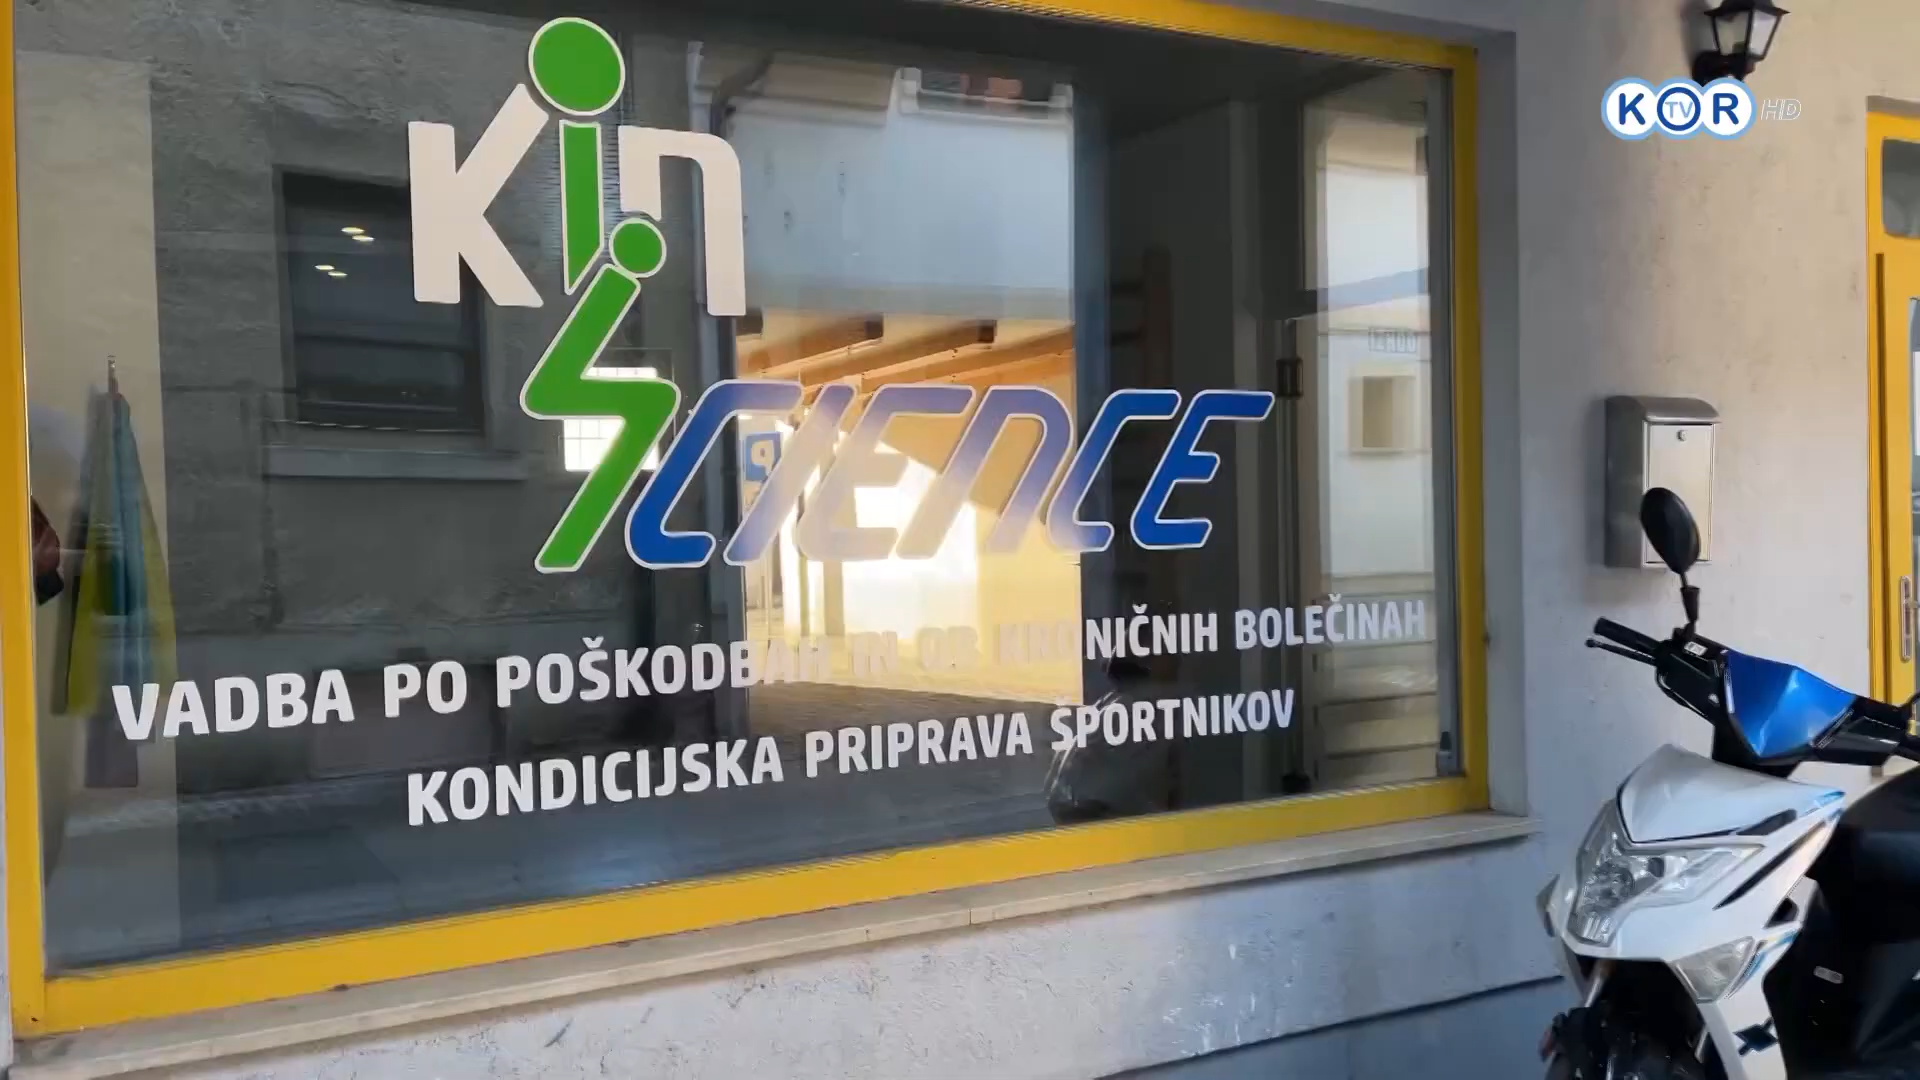 KOR TV HD
Kin
SCIENCE
P
VADBA PO POŠKODBAH IN OB KRONIČNIH BOLEČINAH
KONDICIJSKA PRIPRAVA ŠPORTNIKOV